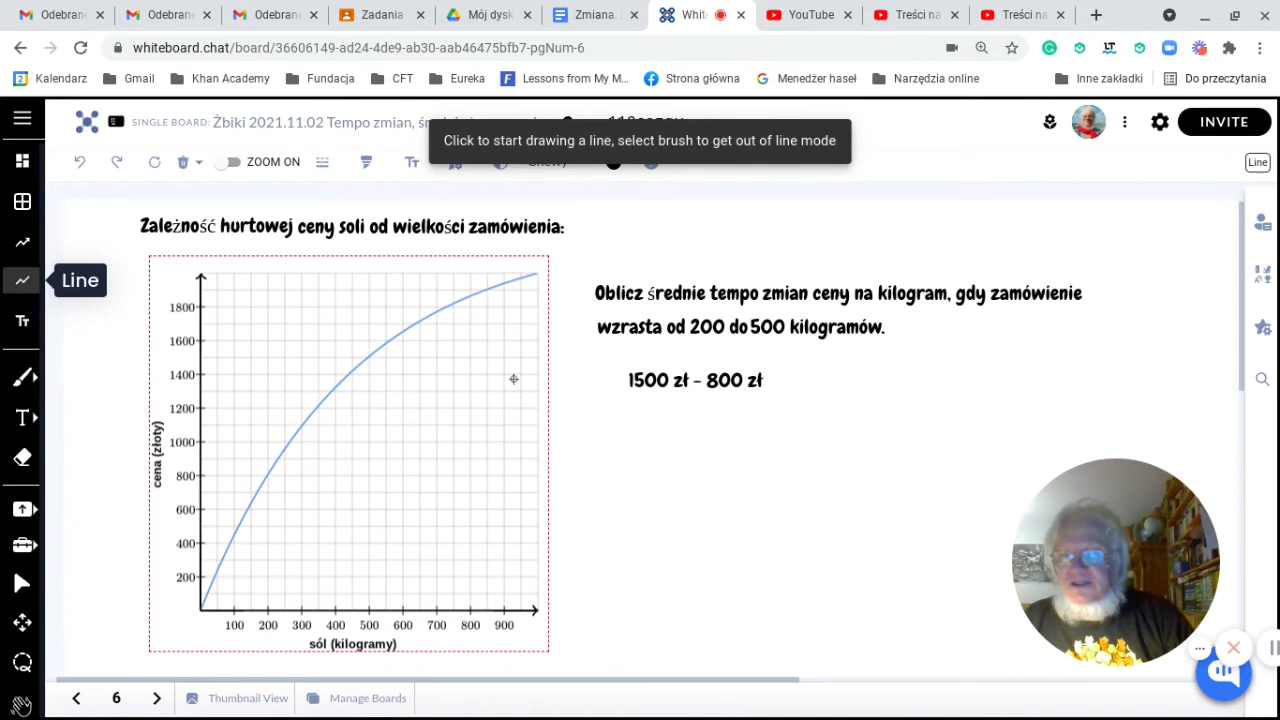 Odebrane
Odebrane
Odebrane
Zadania
Mój dysk
Zmiana.
White
YouTube
Treści na
Treści na
whiteboard.chat/board/36606149-ad24-4de9-ab30-aab46475bfb7-pgNum-6
Kalendarz
Gmail
Khan Academy
Fundacja
CFT
Eureka
Lessons from My M...
Strona główna
Menedżer haseł
Narzędzia online
Inne zakładki
Do przeczytania
SINGLE BOARD: Żbiki 2021.11.02 Tempo zmian,
Click to start drawing a line, select brush to get out of line mode
INVITE
ZOOM ON
Line
Line
Zależność hurtowej ceny soli od wielkości zamówienia:
Oblicz średnie tempo zmian ceny na kilogram, gdy zamówienie
wzrasta od 200 do 500 kilogramów.
1500 zł - 800 zł
cena (złoty)
1800
1600
1400
1200
1000
800
600
400
200
100 200 300 400 500 600 700 800 900
sól (kilogramy)
6
Thumbnail View
Manage Boards